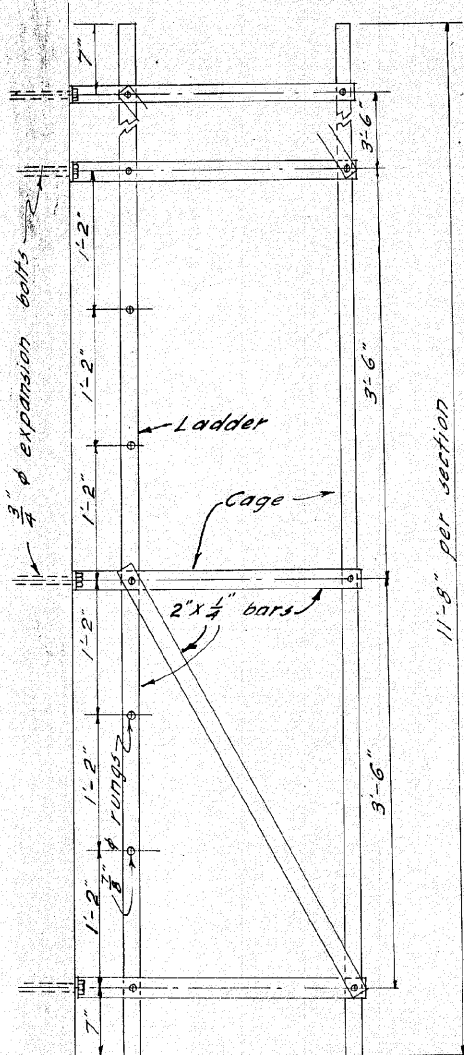 7"
3'-6"
1'-2"
3/4" ϕ expansion bolts
1'-2"
Ladder
3'-6"
1'-2"
Cage
11'-8" per section
2" x 1/4" bars
1'-2"
1'-2"
7/8" ϕ rungs
3'-6"
1'-2"
7"